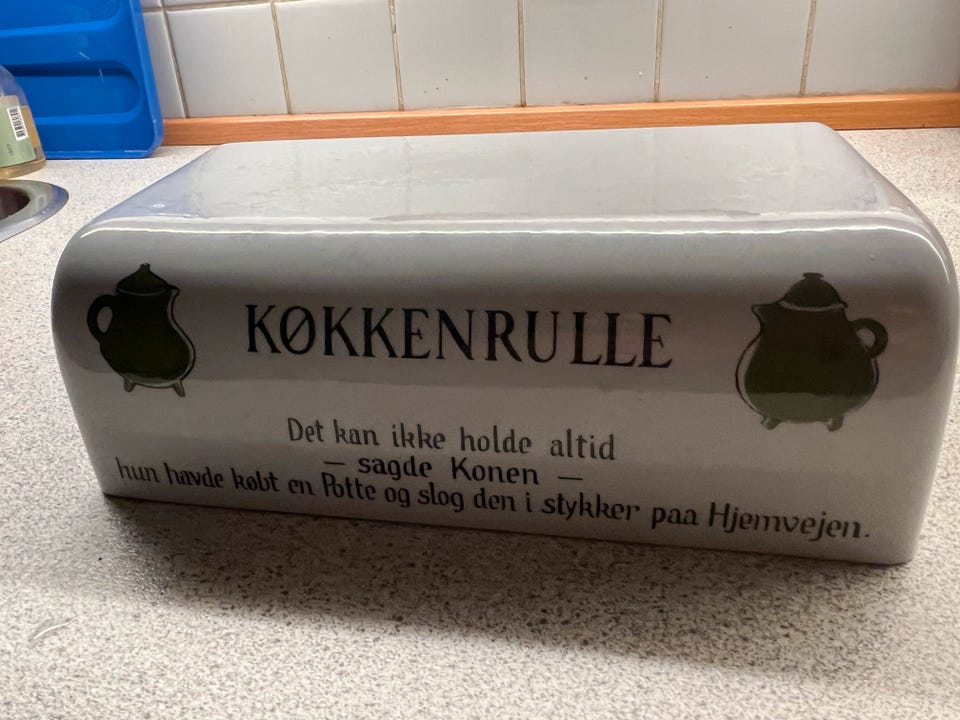 KØKKENRULLE
Det kan ikke holde altid
— sagde Konen —
hun havde købt en Potte og slog den i stykker paa Hjemvejen.